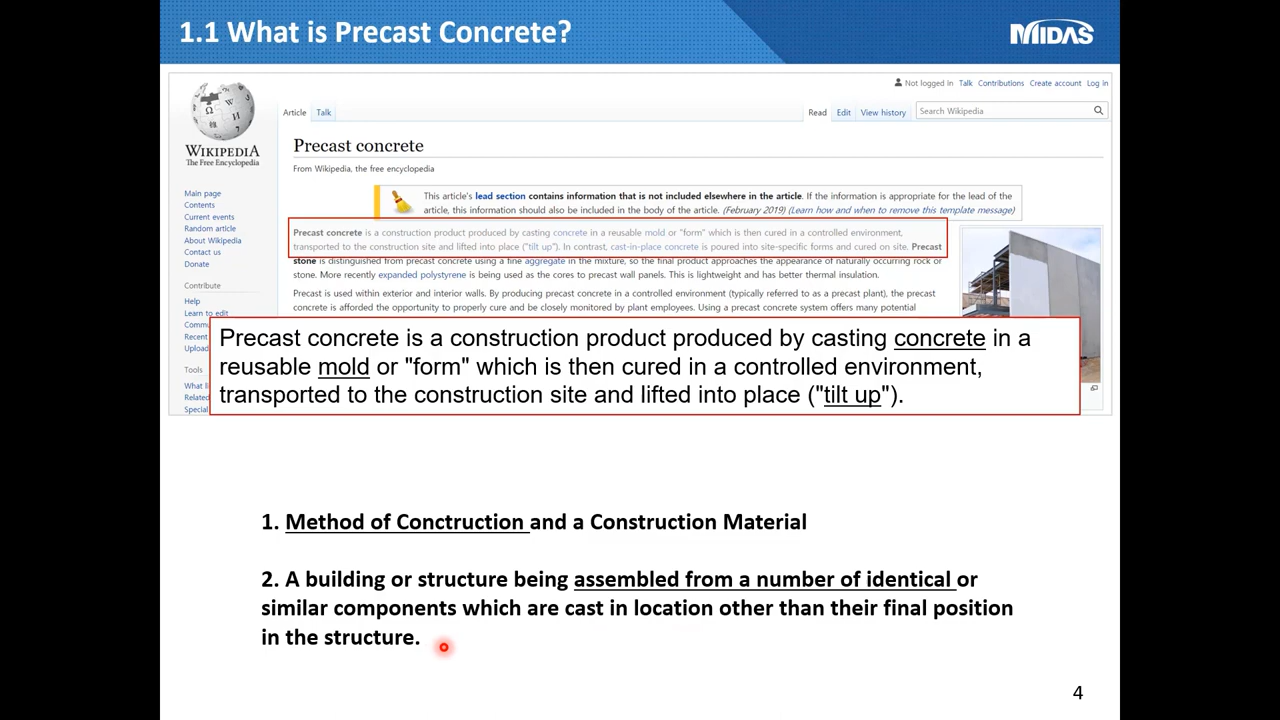 1.1 What is Precast Concrete?
MIDAS
Not logged in Talk Contributions Create account Log in
Article Talk
Read Edit View history Search Wikipedia
WIKIPEDIA
The Free Encyclopedia
Precast concrete
From Wikipedia, the free encyclopedia
Main page
Contents
Current events
Random article
About Wikipedia
Contact us
Donate
Contribute
Help
Learn to edit
Commu
Recent
Upload
Tools
What li
Related
Special
This article's lead section contains information that is not included elsewhere in the article. If the information is appropriate for the lead of the
article, this information should also be included in the body of the article. (February 2019) (Learn how and when to remove this template message)
Precast concrete is a construction product produced by casting concrete in a reusable mold or "form" which is then cured in a controlled environment,
transported to the construction site and lifted into place ("tilt up"). In contrast, cast-in-place concrete is poured into site-specific forms and cured on site. Precast
stone is distinguished from precast concrete using a fine aggregate in the mixture, so the final product approaches the appearance of naturally occurring rock or
stone. More recently expanded polystyrene is being used as the cores to precast wall panels. This is lightweight and has better thermal insulation.
Precast is used within exterior and interior walls. By producing precast concrete in a controlled environment (typically referred to as a precast plant), the precast
concrete is afforded the opportunity to properly cure and be closely monitored by plant employees. Using a precast concrete system offers many potential
Precast concrete is a construction product produced by casting concrete in a
reusable mold or "form" which is then cured in a controlled environment,
transported to the construction site and lifted into place ("tilt up").
1. Method of Conctruction and a Construction Material
2. A building or structure being assembled from a number of identical or
similar components which are cast in location other than their final position
in the structure.
4